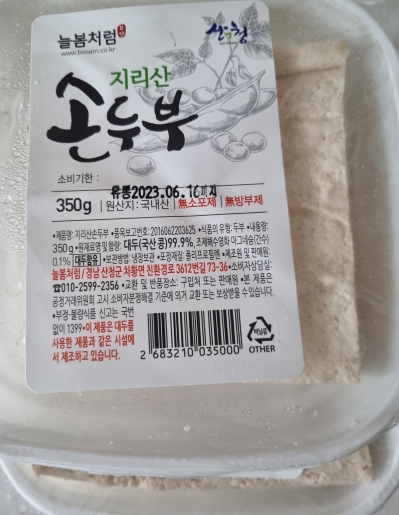 늘봄처럼
www.bosam.co.kr
산청
지리산
손두부
소비기한 :
유통2023.06.16까지
350g | 원산지: 국내산 | 無소포제 | 無방부제
•제품명: 지리산손두부 •품목보고번호: 2016062203625 •식품의 유형: 두부 •내용량:
350g •원재료명 및 함량: 대두(국산 콩)99.9%, 조제해수염화 마그네슘(간수)
0.1% 대두함유 •보관방법: 냉장보관 •포장재질: 폴리프로필렌 •제조원 및 판매원:
늘봄처럼/경남 산청군 차황면 친환경로 3612번길 73-36 •소비자상담실:
☎010-2599-2356 •교환 및 반품장소: 구입처 또는 판매원 •본 제품은
공정거래위원회 고시 소비자분쟁해결 기준에 의거 교환 또는 보상받을 수 있습니다.
•부정·불량식품 신고는 국번
없이 1399 •이 제품은 대두를
사용한 제품과 같은 시설에
서 제조하고 있습니다.
2 683210 035000
OTHER